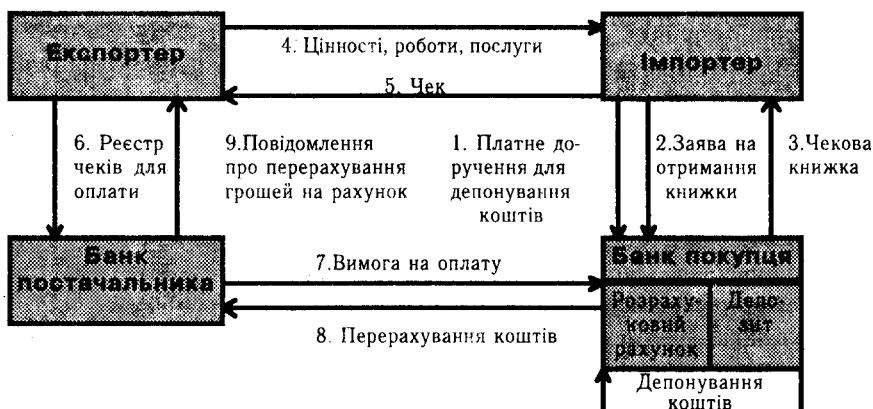 Експортер
4. Цінності, роботи, послуги
Імпортер
5. Чек
6. Реєстр
чеків для
оплати
9.Повідомлення
про перерахування
грошей на рахунок
1. Платне до-
ручення для
депонування
коштів
2.Заява на
отримання
книжки
3.Чекова
книжка
Банк
постачальника
7.Вимога на оплату
8. Перерахування коштів
Банк покупця
Розраху-
нковий
рахунок
Депо-
зит
Депонування
коштів